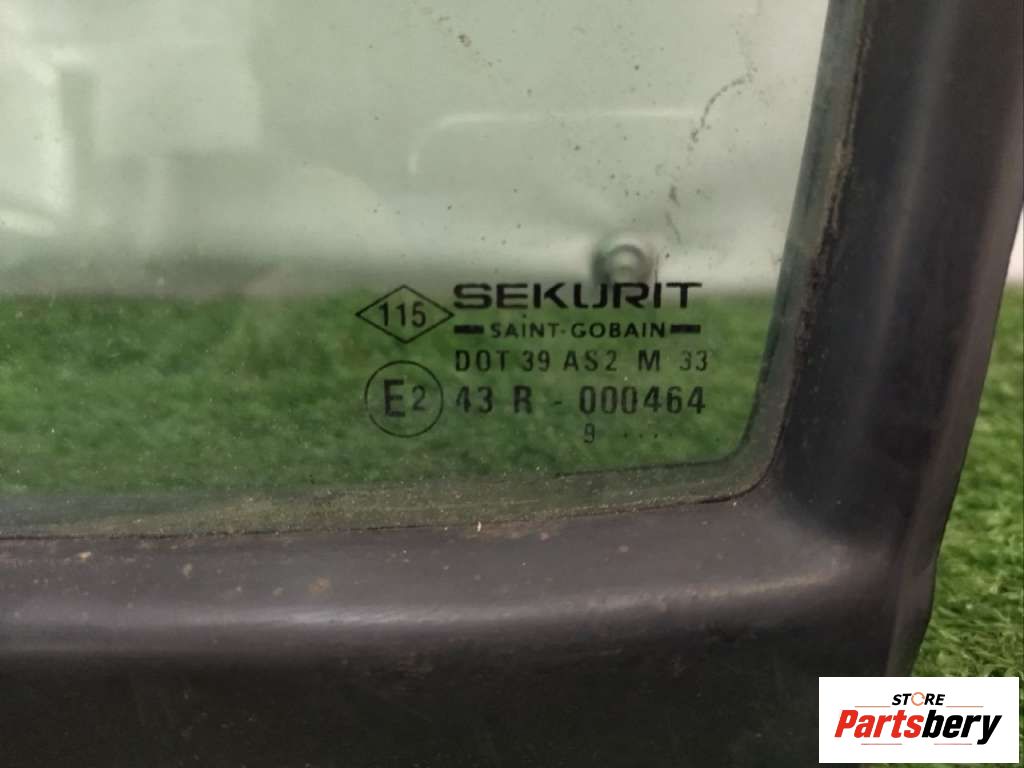 115
SEKURIT
SAINT-GOBAIN
DOT 39 AS2 M 33
E2 43 R - 000464
9 ....
STORE
Partsbery